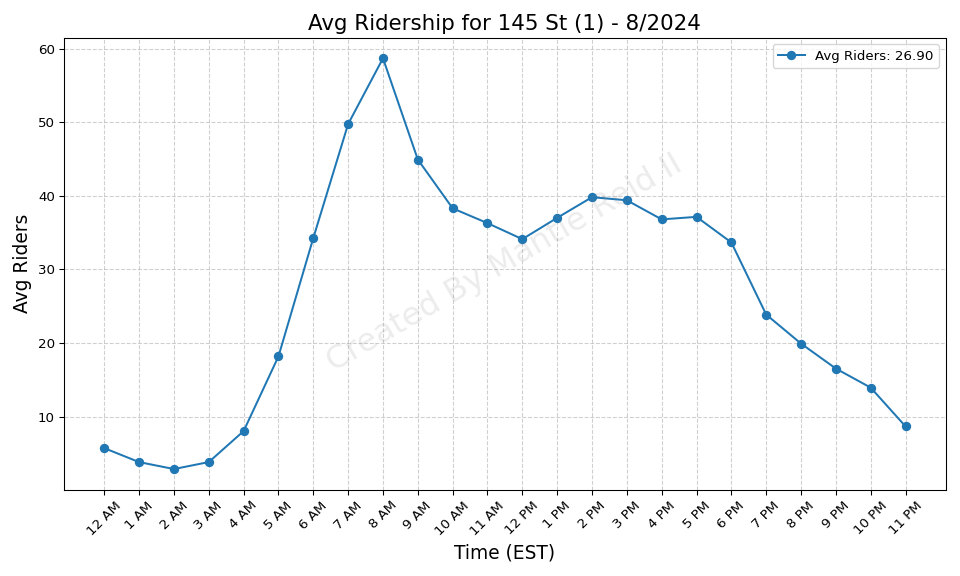 Avg Ridership for 145 St (1) - 8/2024
Avg Riders: 26.90
60
50
40
30
20
10
Avg Riders
Created By Mantie Reid II
12 AM
1 AM
2 AM
3 AM
4 AM
5 AM
6 AM
7 AM
8 AM
9 AM
10 AM
11 AM
12 PM
1 PM
2 PM
3 PM
4 PM
5 PM
6 PM
7 PM
8 PM
9 PM
10 PM
11 PM
Time (EST)